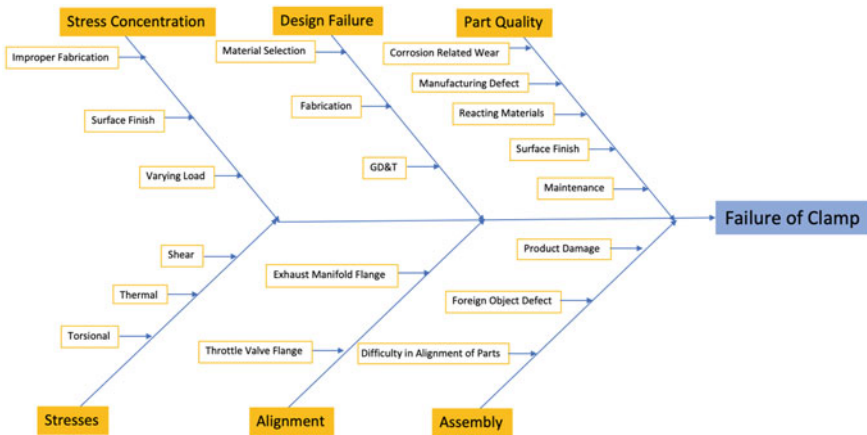 Stress Concentration
Design Failure
Part Quality
Improper Fabrication
Surface Finish
Varying Load
Material Selection
Fabrication
GD&T
Corrosion Related Wear
Manufacturing Defect
Reacting Materials
Surface Finish
Maintenance
Failure of Clamp
Shear
Thermal
Torsional
Exhaust Manifold Flange
Throttle Valve Flange
Product Damage
Foreign Object Defect
Difficulty in Alignment of Parts
Stresses
Alignment
Assembly